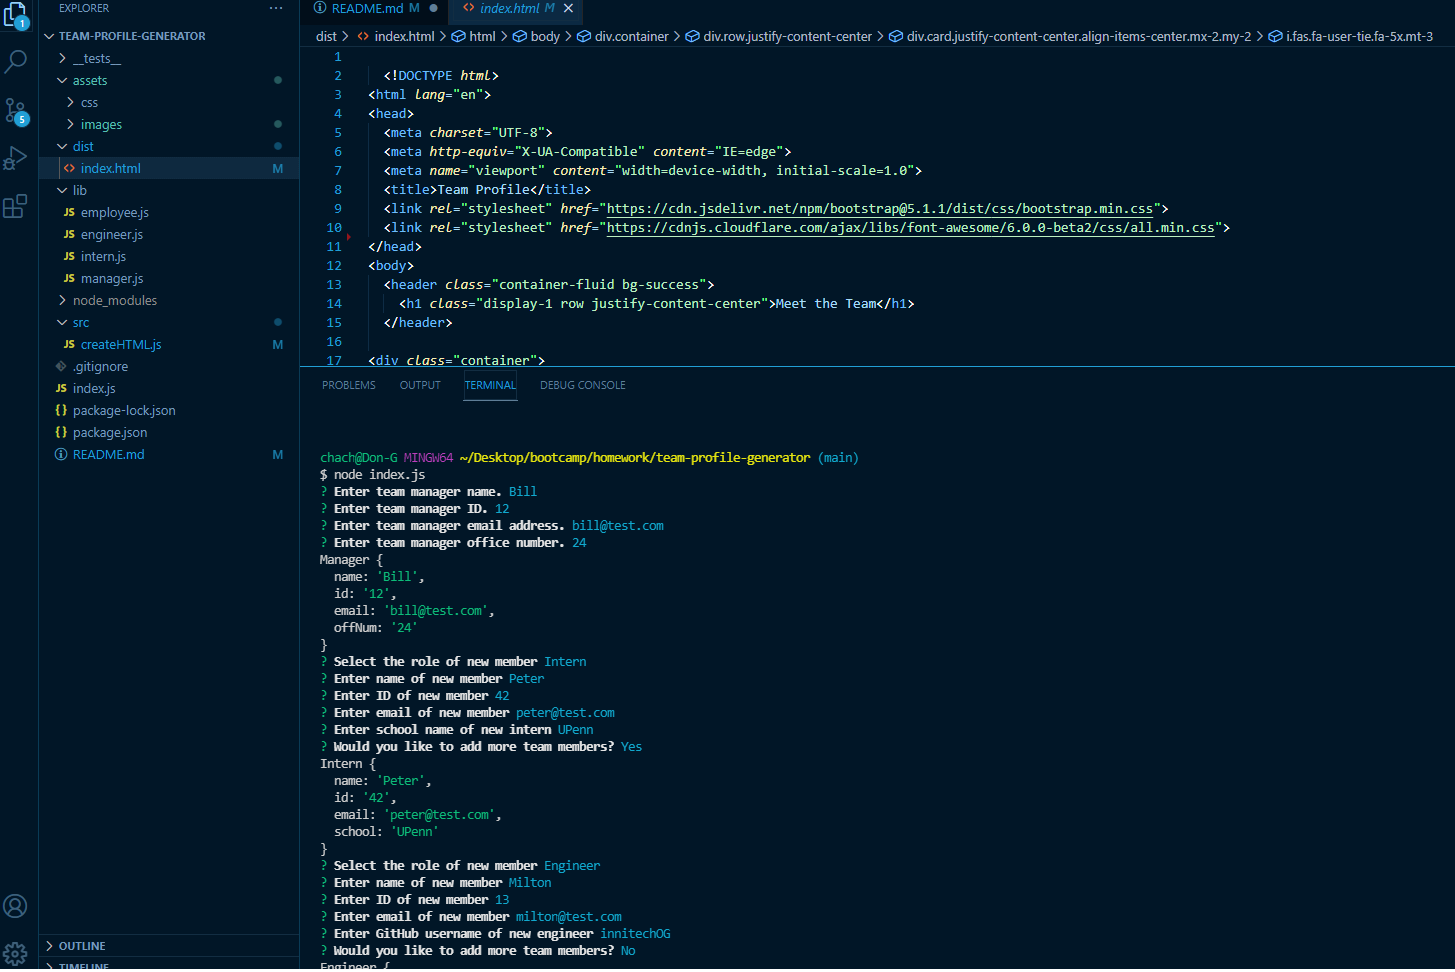 1
EXPLORER ···
TEAM-PROFILE-GENERATOR
__tests__
assets
css
images
dist
<> index.html M
lib
JS employee.js
JS engineer.js
JS intern.js
JS manager.js
node_modules
src
JS createHTML.js M
.gitignore
JS index.js
{} package-lock.json
{} package.json
README.md M
OUTLINE
TIMELINE
5
README.md M ●
<> index.html M ×
dist > <> index.html > html > body > div.container > div.row.justify-content-center > div.card.justify-content-center.align-items-center.mx-2.my-2 > i.fas.fa-user-tie.fa-5x.mt-3
1
2 <!DOCTYPE html>
3 <html lang="en">
4 <head>
5 <meta charset="UTF-8">
6 <meta http-equiv="X-UA-Compatible" content="IE=edge">
7 <meta name="viewport" content="width=device-width, initial-scale=1.0">
8 <title>Team Profile</title>
9 <link rel="stylesheet" href="https://cdn.jsdelivr.net/npm/bootstrap@5.1.1/dist/css/bootstrap.min.css">
10 <link rel="stylesheet" href="https://cdnjs.cloudflare.com/ajax/libs/font-awesome/6.0.0-beta2/css/all.min.css">
11 </head>
12 <body>
13 <header class="container-fluid bg-success">
14 <h1 class="display-1 row justify-content-center">Meet the Team</h1>
15 </header>
16
17 <div class="container">
PROBLEMS OUTPUT TERMINAL DEBUG CONSOLE
chach@Don-G MINGW64 ~/Desktop/bootcamp/homework/team-profile-generator (main)
$ node index.js
? Enter team manager name. Bill
? Enter team manager ID. 12
? Enter team manager email address. bill@test.com
? Enter team manager office number. 24
Manager {
name: 'Bill',
id: '12',
email: 'bill@test.com',
offNum: '24'
}
? Select the role of new member Intern
? Enter name of new member Peter
? Enter ID of new member 42
? Enter email of new member peter@test.com
? Enter school name of new intern UPenn
? Would you like to add more team members? Yes
Intern {
name: 'Peter',
id: '42',
email: 'peter@test.com',
school: 'UPenn'
}
? Select the role of new member Engineer
? Enter name of new member Milton
? Enter ID of new member 13
? Enter email of new member milton@test.com
? Enter GitHub username of new engineer innitechOG
? Would you like to add more team members? No
Engineer {